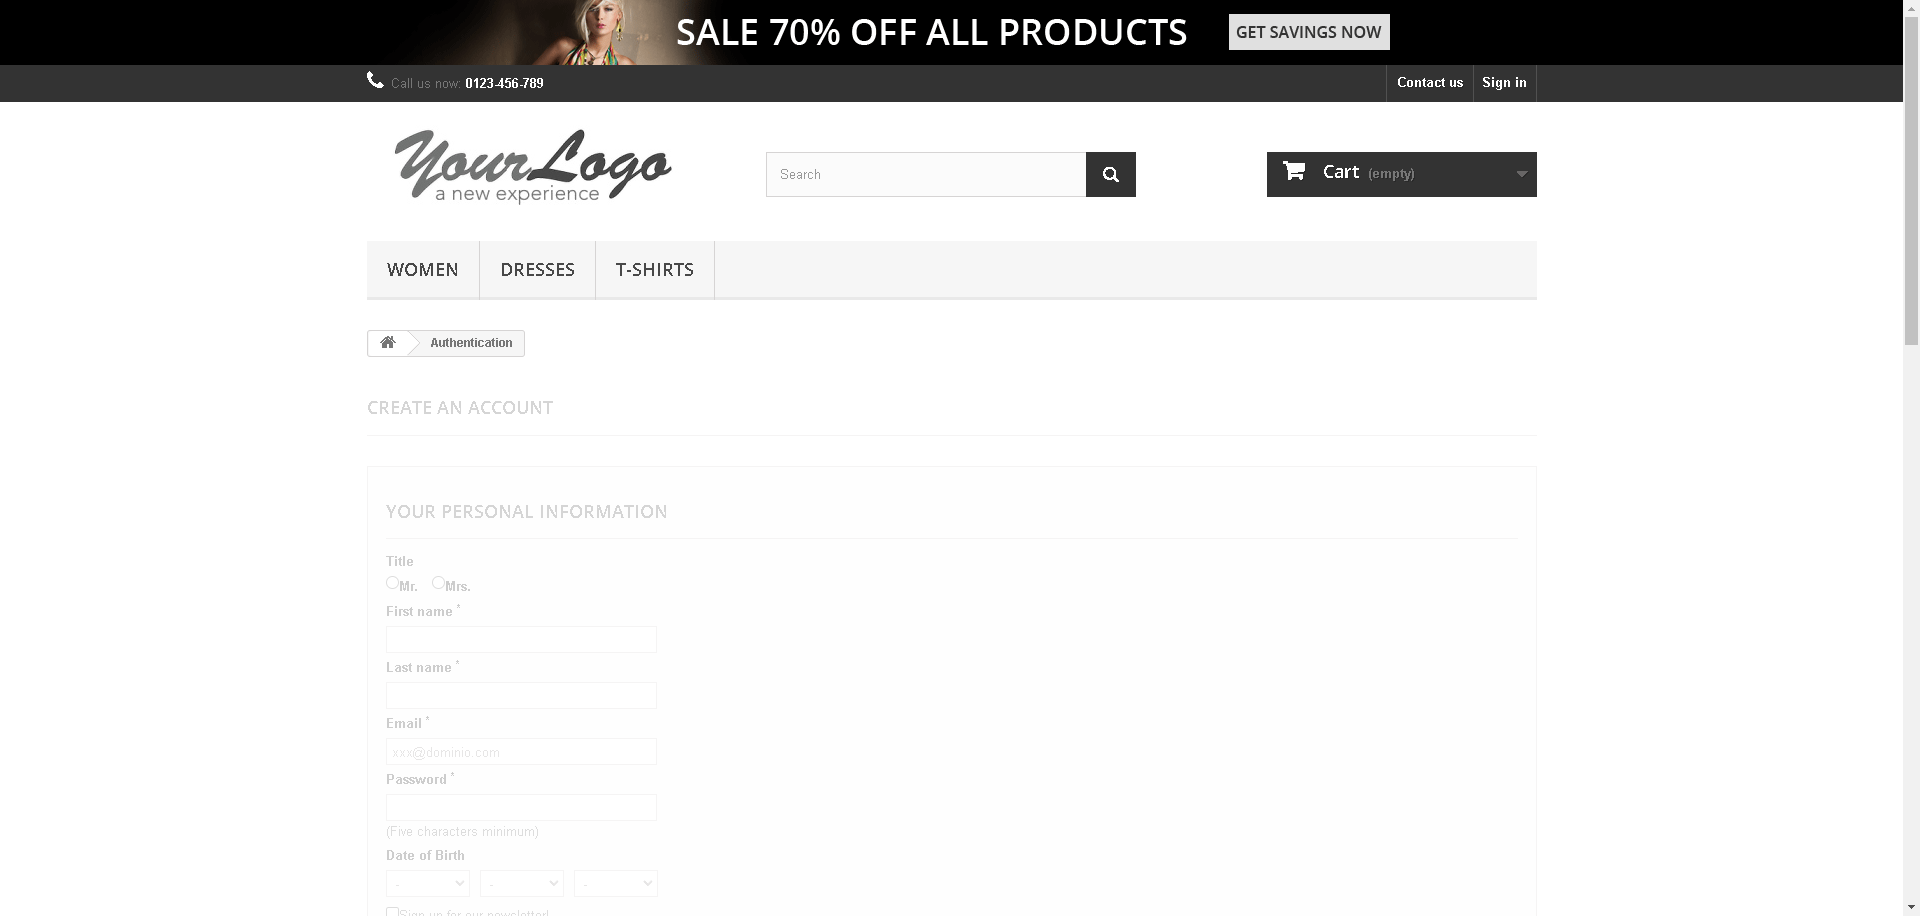 SALE 70% OFF ALL PRODUCTS
GET SAVINGS NOW
Call us now: 0123-456-789
Contact us
Sign in
Your Logo
a new experience
Search
Cart (empty)
WOMEN
DRESSES
T-SHIRTS
Authentication
CREATE AN ACCOUNT
YOUR PERSONAL INFORMATION
Title
Mr.
Mrs.
First name *
Last name *
Email *
xxx@dominio.com
Password *
(Five characters minimum)
Date of Birth
- - -
Sign up for our newsletter!